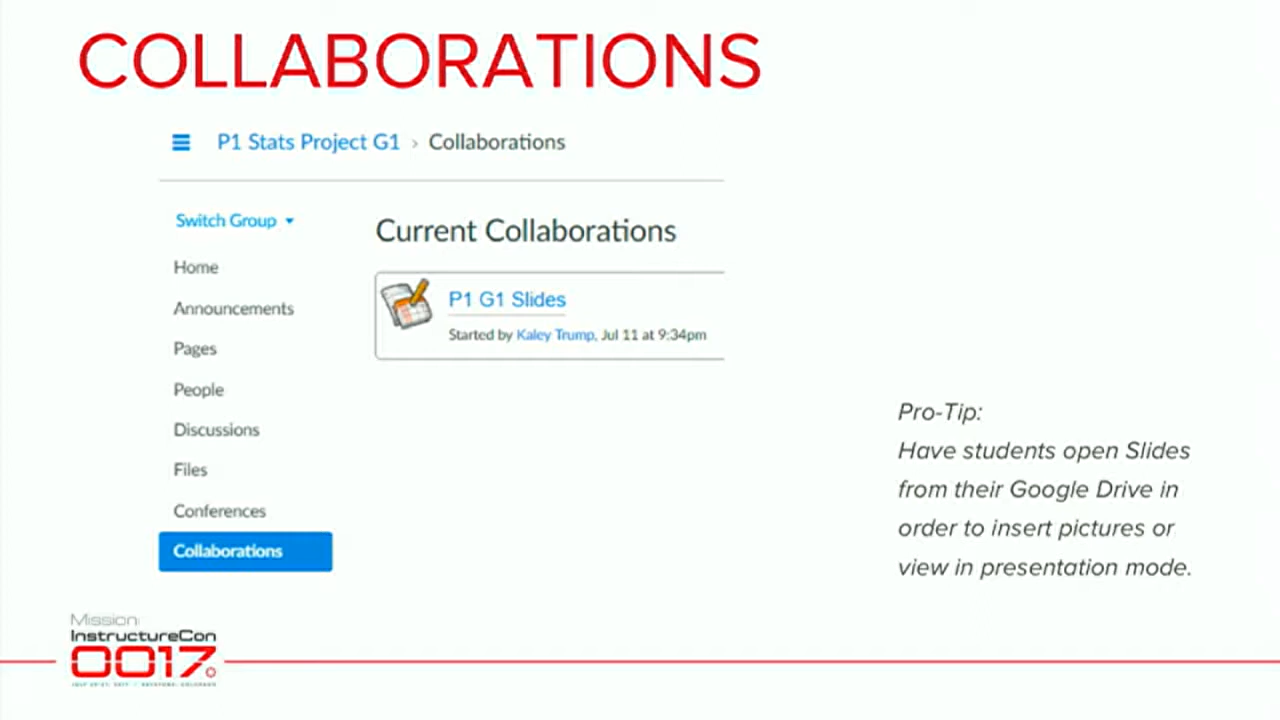 COLLABORATIONS
P1 Stats Project G1 › Collaborations
Switch Group
Current Collaborations
Home
P1 G1 Slides
Announcements
Started by Kaley Trump, Jul 11 at 9:34pm
Pages
People
Discussions
Files
Conferences
Collaborations
Pro-Tip:
Have students open Slides
from their Google Drive in
order to insert pictures or
view in presentation mode.
Mission:
InstructureCon
0017